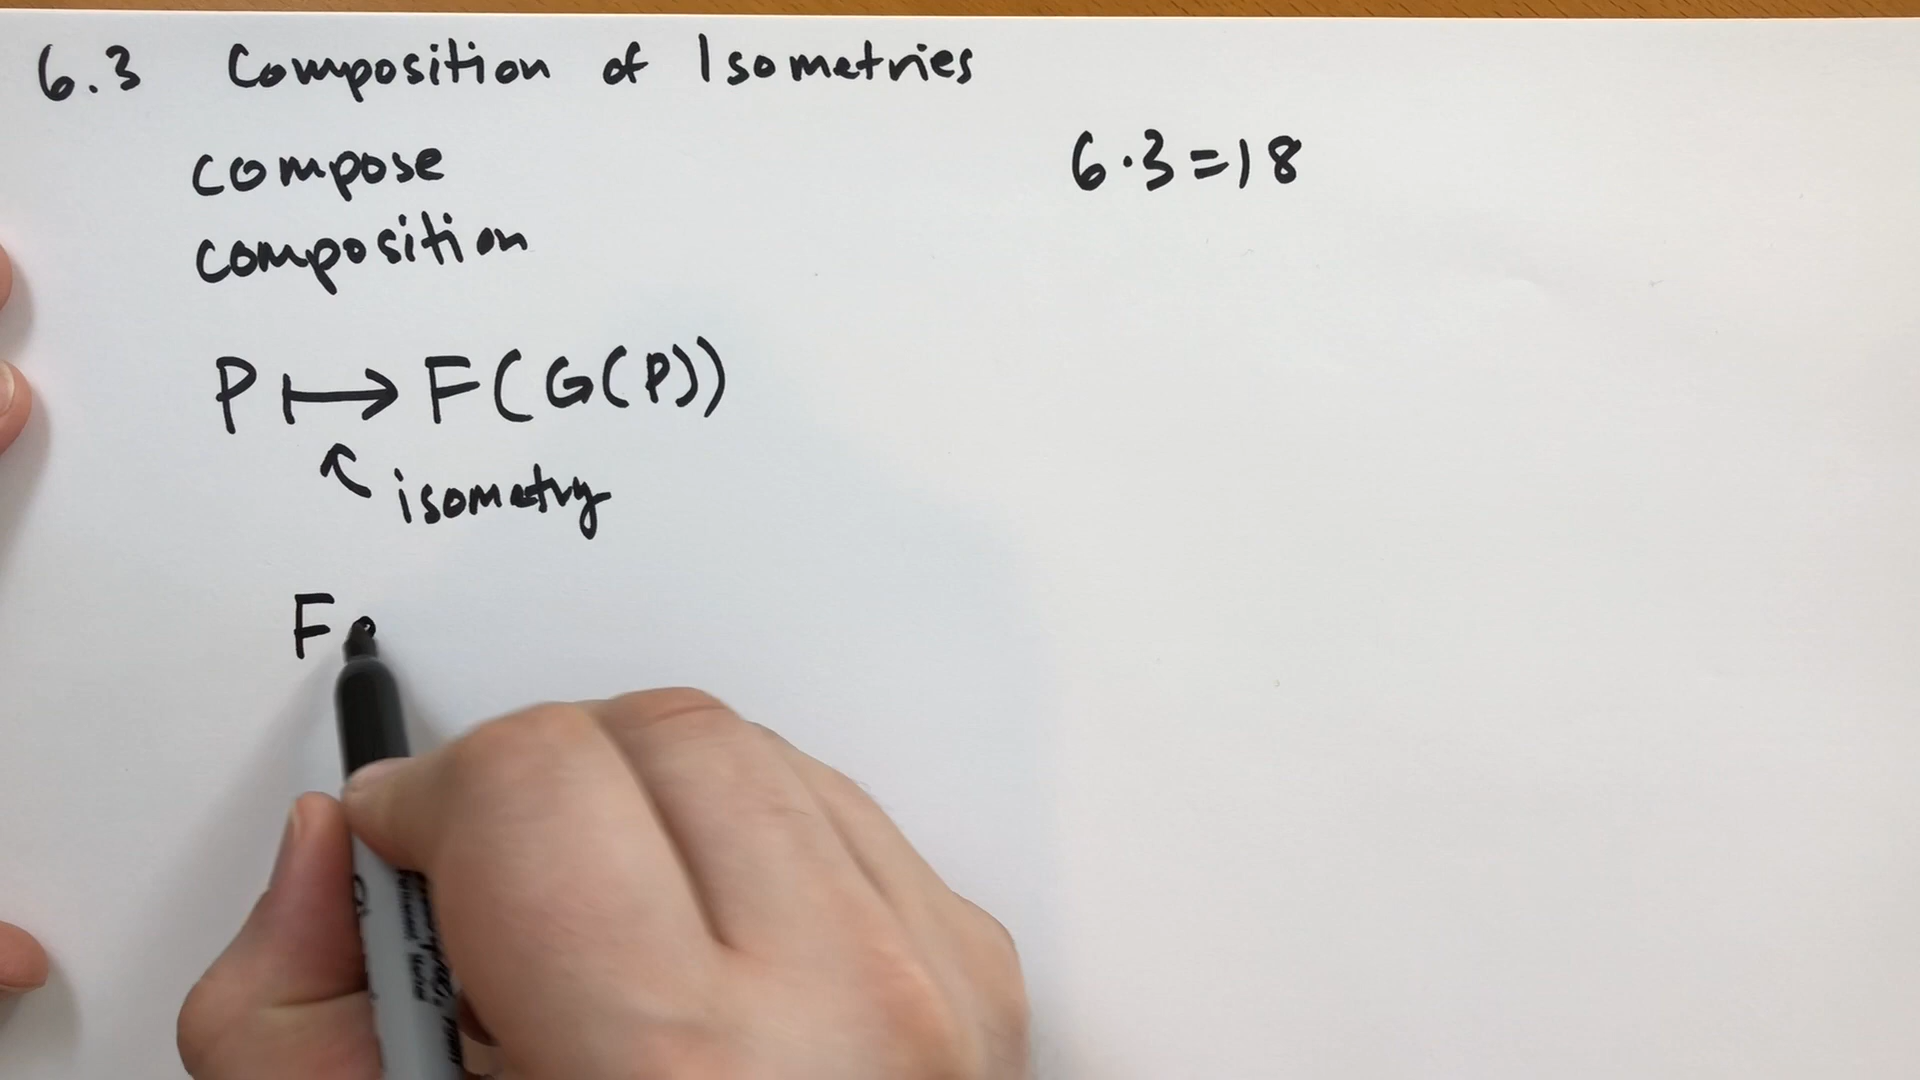 6.3 Composition of Isometries
compose
6·3=18
composition
P ↦ F(G(P))
isometry
F